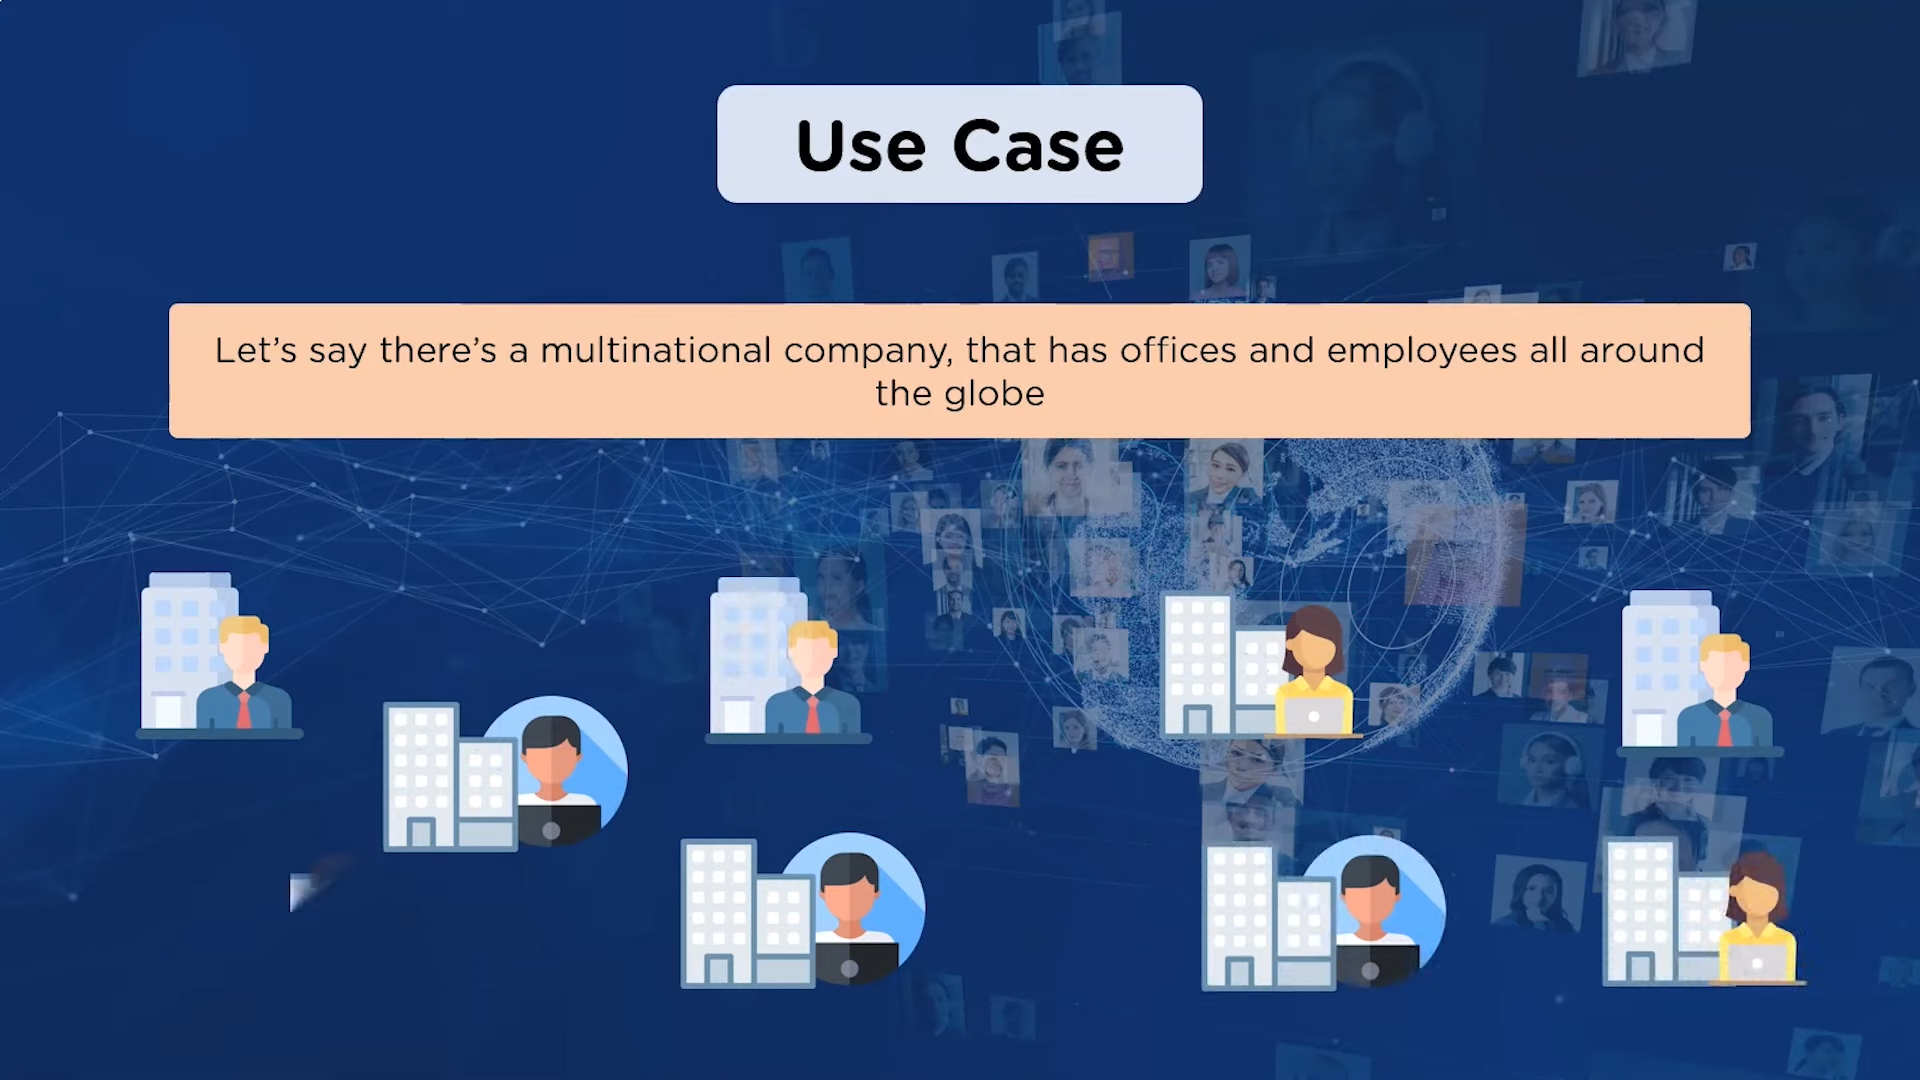 Use Case
Let's say there's a multinational company, that has offices and employees all around
the globe